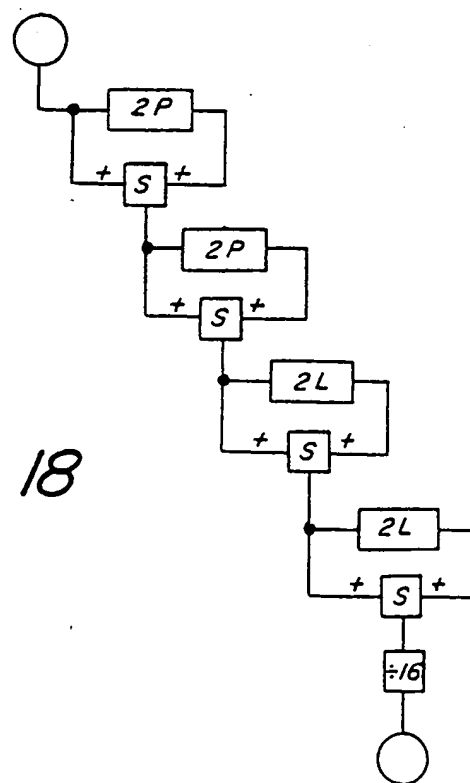 2P
+ S +
2P
+ S +
2L
+ S +
18
2L
+ S +
÷16